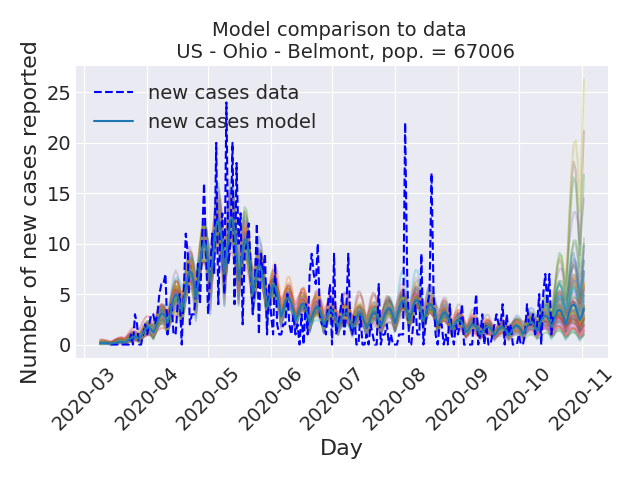 Model comparison to data
US - Ohio - Belmont, pop. = 67006
Number of new cases reported
25
20
15
10
5
0
new cases data
new cases model
2020-03
2020-04
2020-05
2020-06
2020-07
2020-08
2020-09
2020-10
2020-11
Day